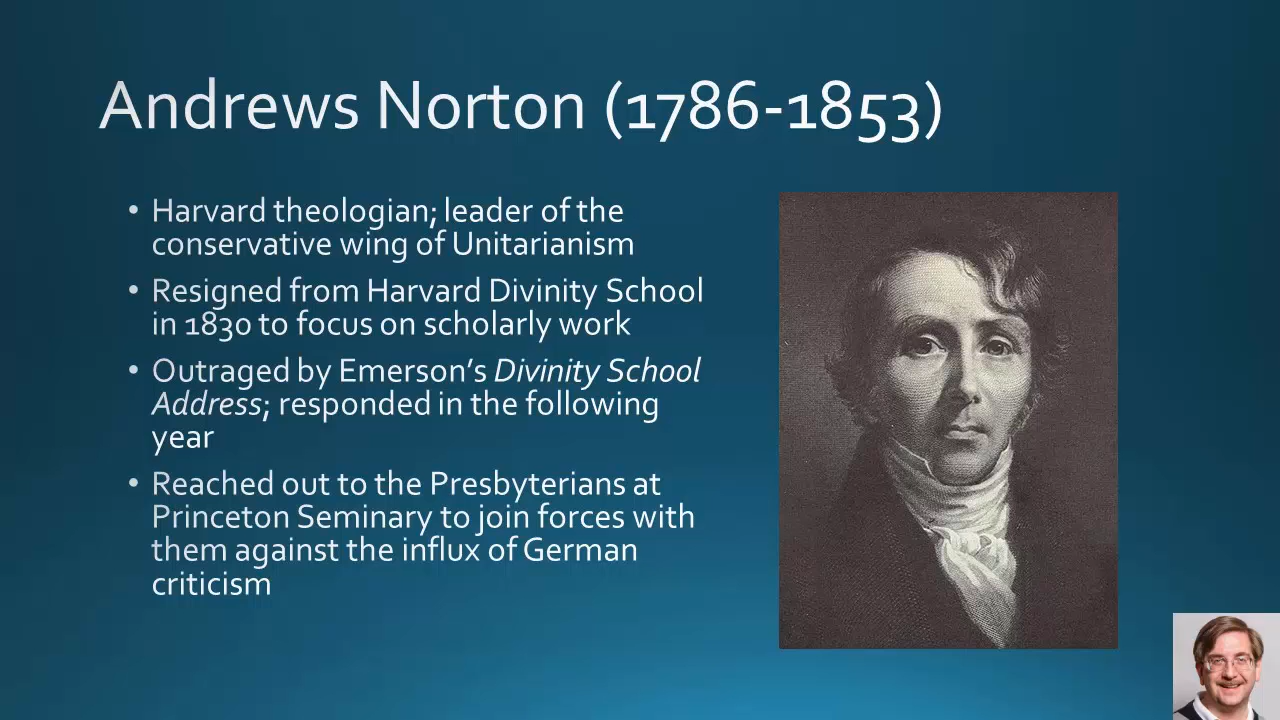 Andrews Norton (1786-1853)
• Harvard theologian; leader of the
conservative wing of Unitarianism
• Resigned from Harvard Divinity School
in 1830 to focus on scholarly work
• Outraged by Emerson's Divinity School
Address; responded in the following
year
• Reached out to the Presbyterians at
Princeton Seminary to join forces with
them against the influx of German
criticism